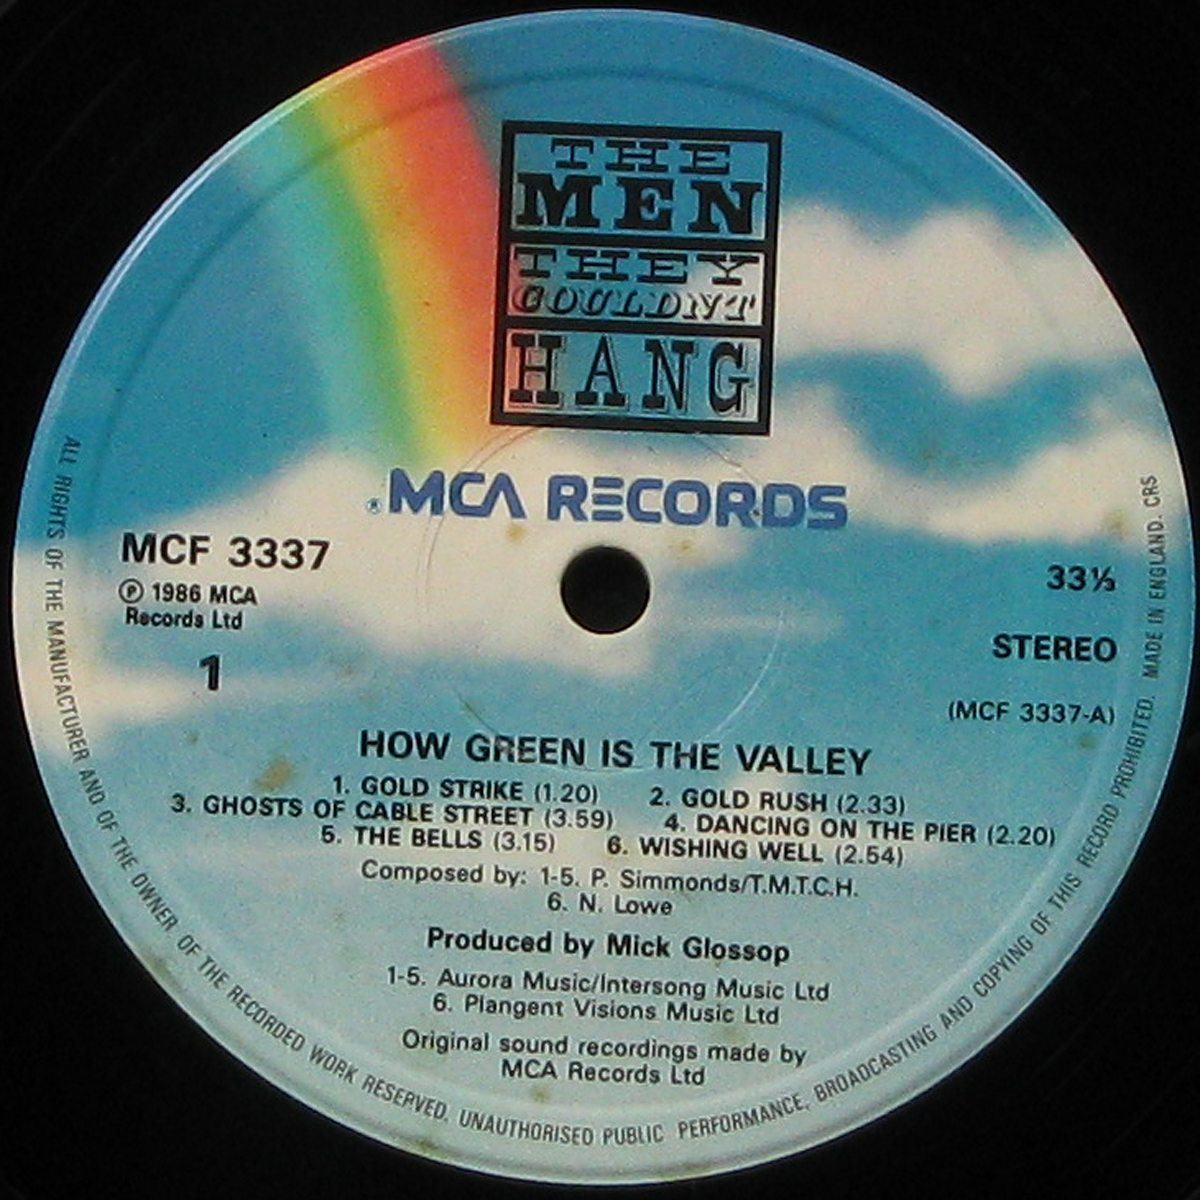 THE
MEN
THEY
COULDN'T
HANG
® MCA RECORDS
MCF 3337
℗ 1986 MCA
Records Ltd
1
33⅓
STEREO
(MCF 3337-A)
HOW GREEN IS THE VALLEY
1. GOLD STRIKE (1.20) 2. GOLD RUSH (2.33)
3. GHOSTS OF CABLE STREET (3.59) 4. DANCING ON THE PIER (2.20)
5. THE BELLS (3.15) 6. WISHING WELL (2.54)
Composed by: 1-5. P. Simmonds/T.M.T.C.H.
6. N. Lowe
Produced by Mick Glossop
1-5. Aurora Music/Intersong Music Ltd
6. Plangent Visions Music Ltd
Original sound recordings made by
MCA Records Ltd
ALL RIGHTS OF THE MANUFACTURER AND OF THE OWNER OF THE RECORDED WORK RESERVED. UNAUTHORISED PUBLIC PERFORMANCE, BROADCASTING AND COPYING OF THIS RECORD PROHIBITED. MADE IN ENGLAND. CRS